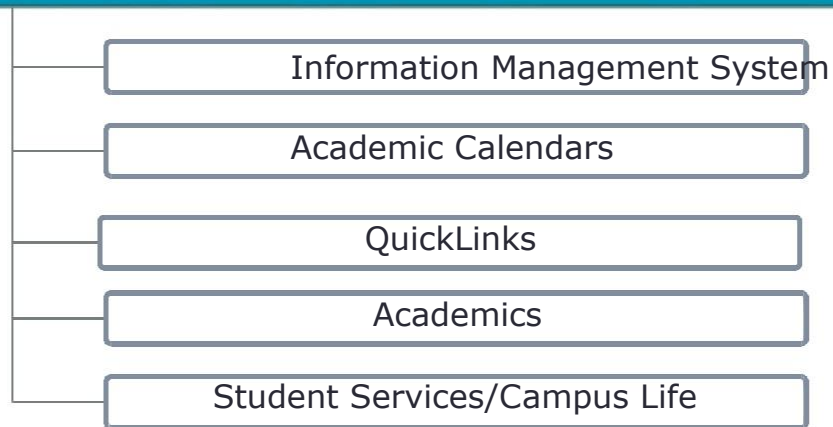 Information Management System
Academic Calendars
QuickLinks
Academics
Student Services/Campus Life